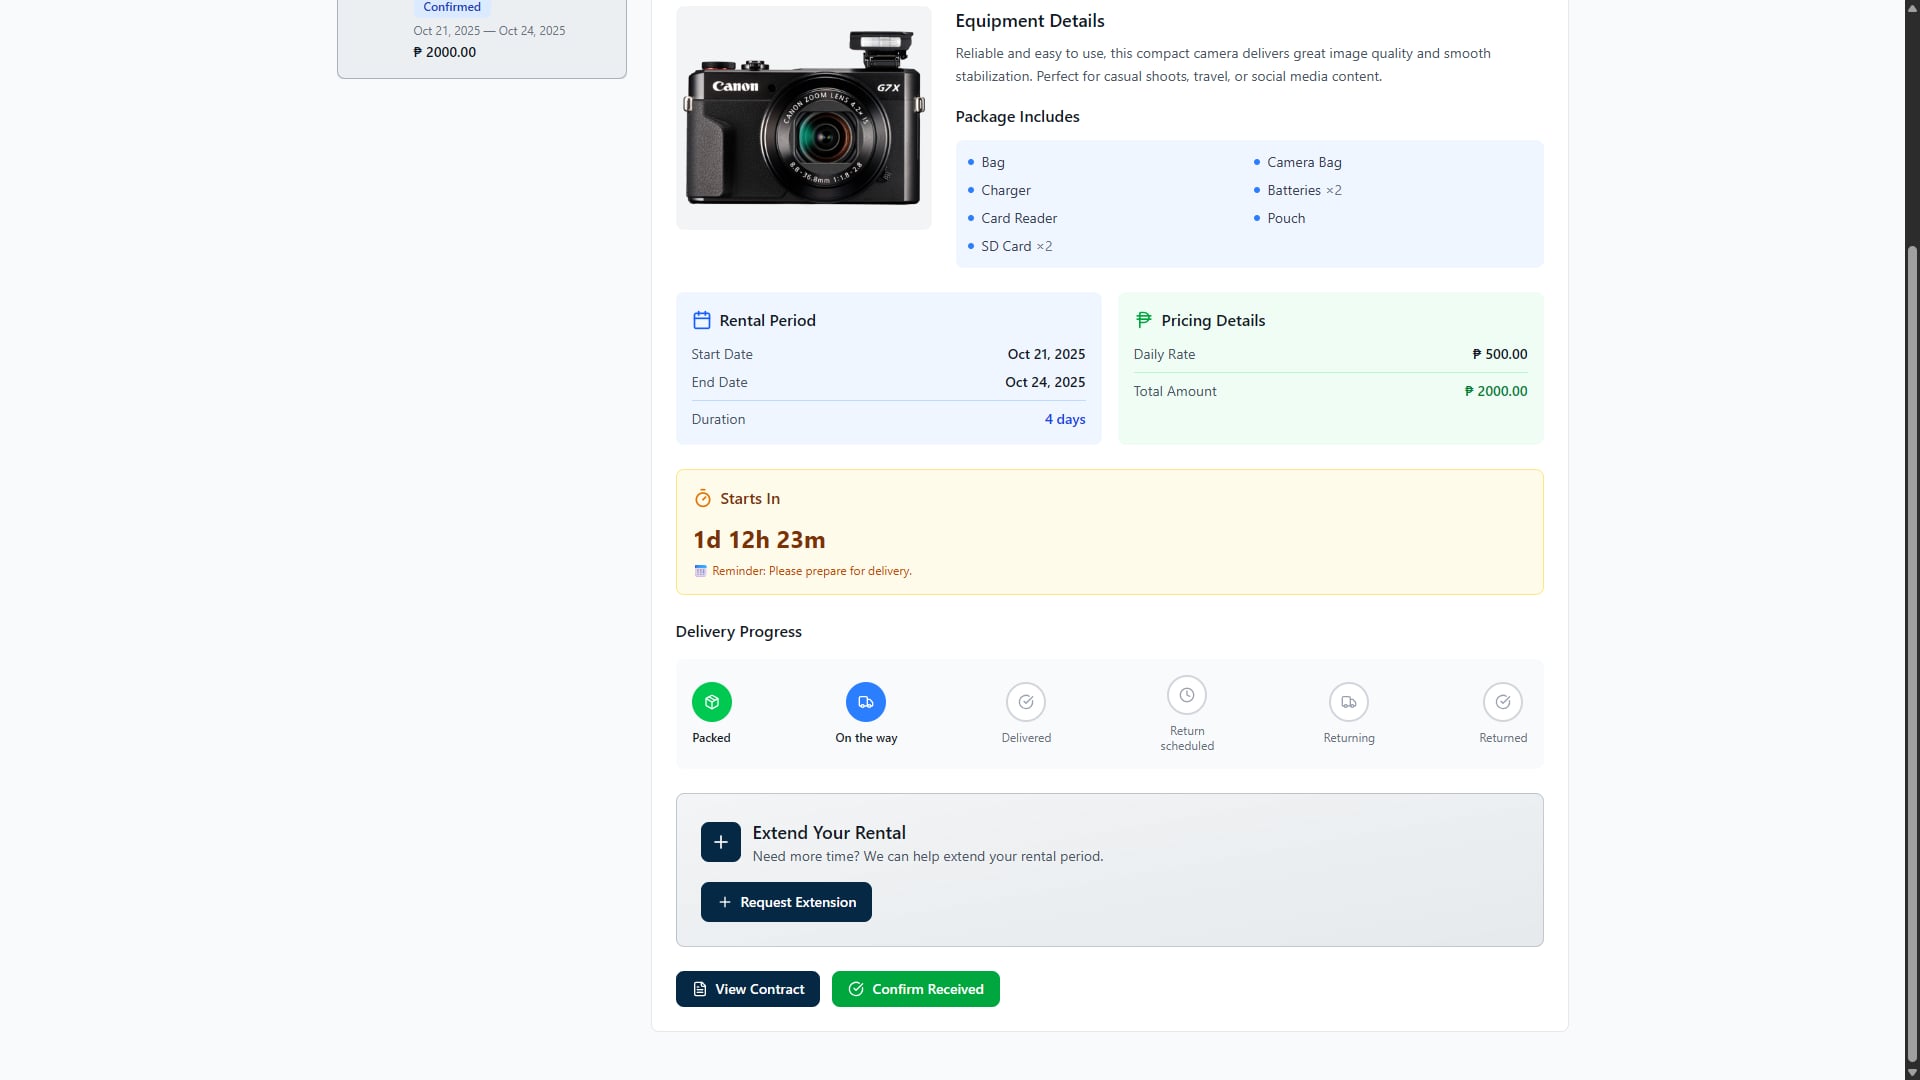 Confirmed
Oct 21, 2025 — Oct 24, 2025
₱ 2000.00
Canon
G7X
CANON ZOOM LENS 4.2x IS
8.8-36.8mm 1:1.8-2.8
Equipment Details
Reliable and easy to use, this compact camera delivers great image quality and smooth
stabilization. Perfect for casual shoots, travel, or social media content.
Package Includes
Bag
Camera Bag
Charger
Batteries ×2
Card Reader
Pouch
SD Card ×2
Rental Period
Start Date Oct 21, 2025
End Date Oct 24, 2025
Duration 4 days
Pricing Details
Daily Rate ₱ 500.00
Total Amount ₱ 2000.00
Starts In
1d 12h 23m
Reminder: Please prepare for delivery.
Delivery Progress
Packed
On the way
Delivered
Return
scheduled
Returning
Returned
Extend Your Rental
Need more time? We can help extend your rental period.
Request Extension
View Contract
Confirm Received